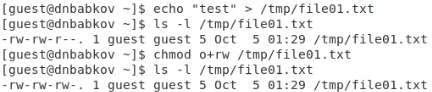 [guest@dnbabkov ~]$ echo "test" > /tmp/file01.txt
[guest@dnbabkov ~]$ ls -l /tmp/file01.txt
-rw-rw-r--. 1 guest guest 5 Oct  5 01:29 /tmp/file01.txt
[guest@dnbabkov ~]$ chmod o+rw /tmp/file01.txt
[guest@dnbabkov ~]$ ls -l /tmp/file01.txt
-rw-rw-rw-. 1 guest guest 5 Oct  5 01:29 /tmp/file01.txt